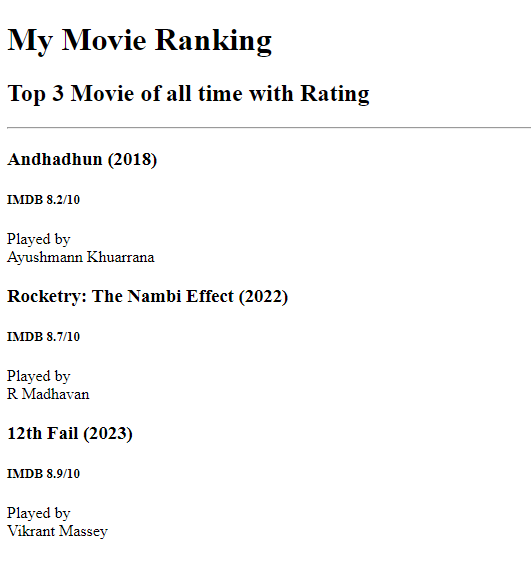 My Movie Ranking
Top 3 Movie of all time with Rating
Andhadhun (2018)
IMDB 8.2/10
Played by
Ayushmann Khuarrana
Rocketry: The Nambi Effect (2022)
IMDB 8.7/10
Played by
R Madhavan
12th Fail (2023)
IMDB 8.9/10
Played by
Vikrant Massey